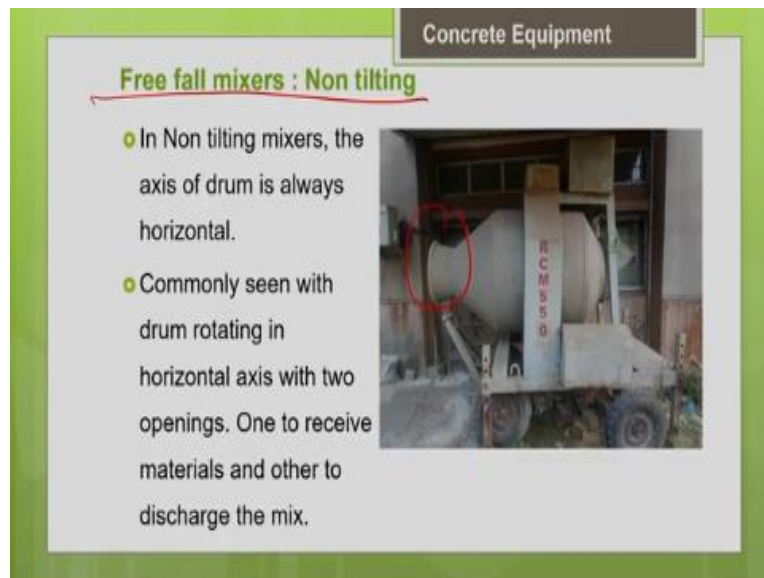 Concrete Equipment
Free fall mixers : Non tilting
In Non tilting mixers, the
axis of drum is always
horizontal.
Commonly seen with
drum rotating in
horizontal axis with two
openings. One to receive
materials and other to
discharge the mix.
RCM550